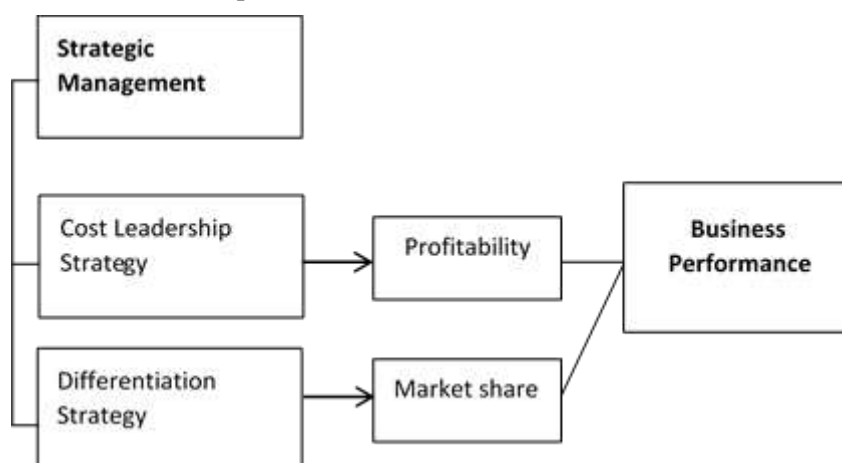 Strategic
Management
Cost Leadership
Strategy
Profitability
Business
Performance
Differentiation
Strategy
Market share